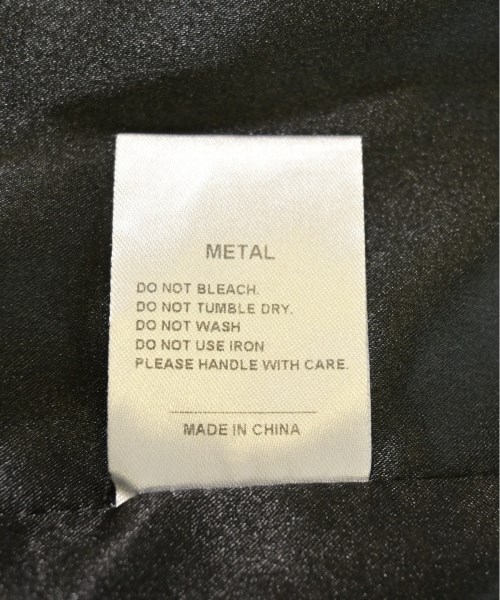 METAL
DO NOT BLEACH.
DO NOT TUMBLE DRY.
DO NOT WASH
DO NOT USE IRON
PLEASE HANDLE WITH CARE.
MADE IN CHINA